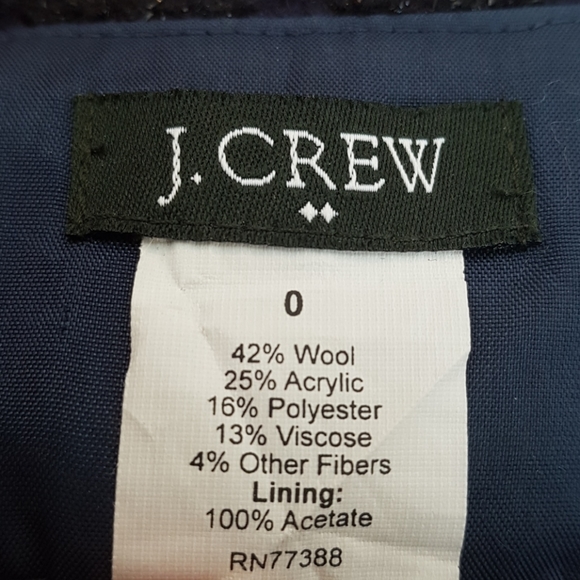 J. CREW
0
42% Wool
25% Acrylic
16% Polyester
13% Viscose
4% Other Fibers
Lining:
100% Acetate
RN77388